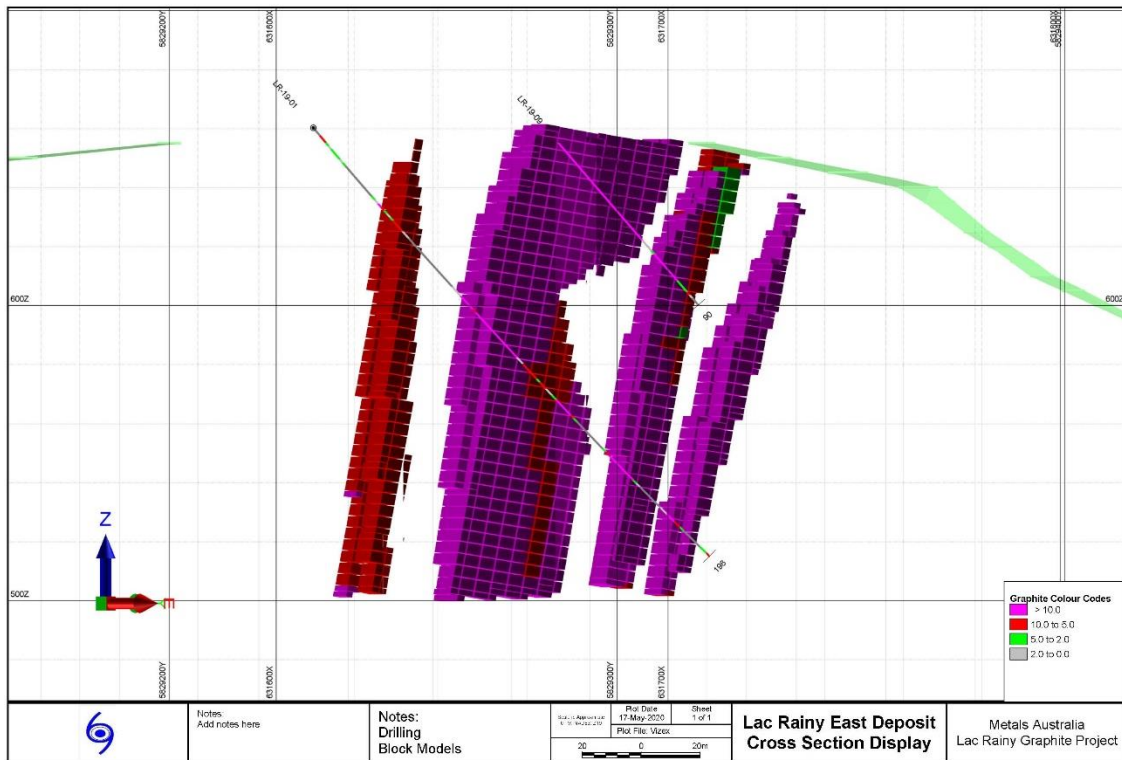 5829200Y
631600X
5829300Y
631700X
631800X
5829400Y
LR-19-01
LR-19-09
600Z
600Z
90
198
Z
E
500Z
500Z
5829200Y
631600X
5829300Y
631700X
Graphite Colour Codes
> 10.0
10.0 to 5.0
5.0 to 2.0
2.0 to 0.0
Notes:
Add notes here
Notes:
Drilling
Block Models
Plot Date
17-May-2020
Sheet
1 of 1
Plot File: Vizex
20 0 20m
Lac Rainy East Deposit
Cross Section Display
Metals Australia
Lac Rainy Graphite Project